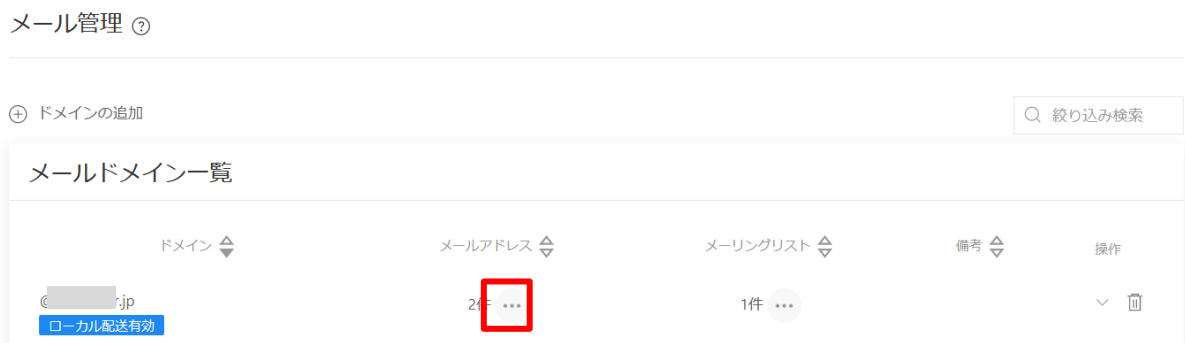 メール管理 ?
ドメインの追加
絞り込み検索
メールドメイン一覧
ドメイン メールアドレス メーリングリスト 備考 操作
@ r.jp 2件 ... 1件 ...
ローカル配送有効